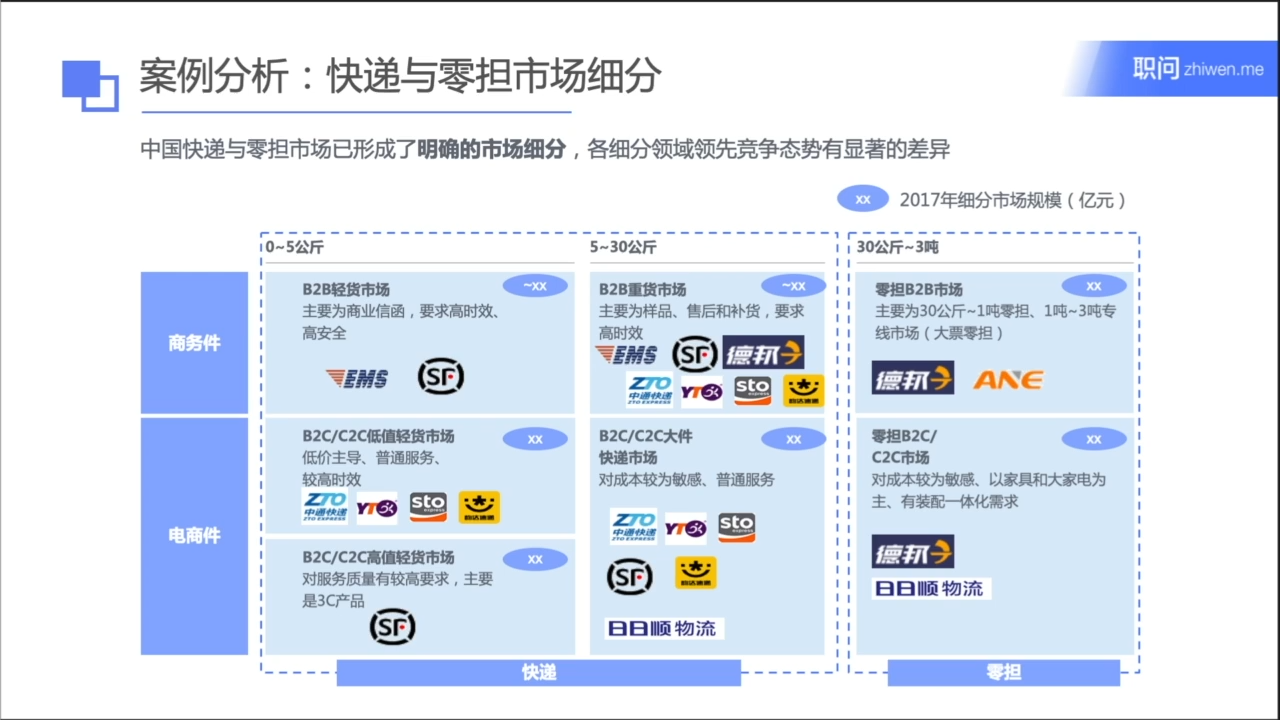 案例分析：快递与零担市场细分
职问 zhiwen.me
中国快递与零担市场已形成了明确的市场细分，各细分领域领先竞争态势有显著的差异
xx
2017年细分市场规模（亿元）
0~5公斤
5~30公斤
30公斤~3吨
商务件
B2B轻货市场
~xx
主要为商业信函，要求高时效、
高安全
EMS
SF
B2B重货市场
~xx
主要为样品、售后和补货，要求
高时效
EMS
SF
德邦
ZTO
中通快递
ZTO EXPRESS
YTO
sto
express
韵达速递
零担B2B市场
xx
主要为30公斤~1吨零担、1吨~3吨专
线市场（大票零担）
德邦
ANE
电商件
B2C/C2C低值轻货市场
xx
低价主导、普通服务、
较高时效
ZTO
中通快递
ZTO EXPRESS
YTO
sto
express
韵达速递
B2C/C2C高值轻货市场
xx
对服务质量有较高要求，主要
是3C产品
SF
B2C/C2C大件
快递市场
xx
对成本较为敏感、普通服务
ZTO
中通快递
ZTO EXPRESS
YTO
sto
express
SF
韵达速递
日日顺物流
零担B2C/
C2C市场
xx
对成本较为敏感、以家具和大家电为
主、有装配一体化需求
德邦
日日顺物流
快递
零担